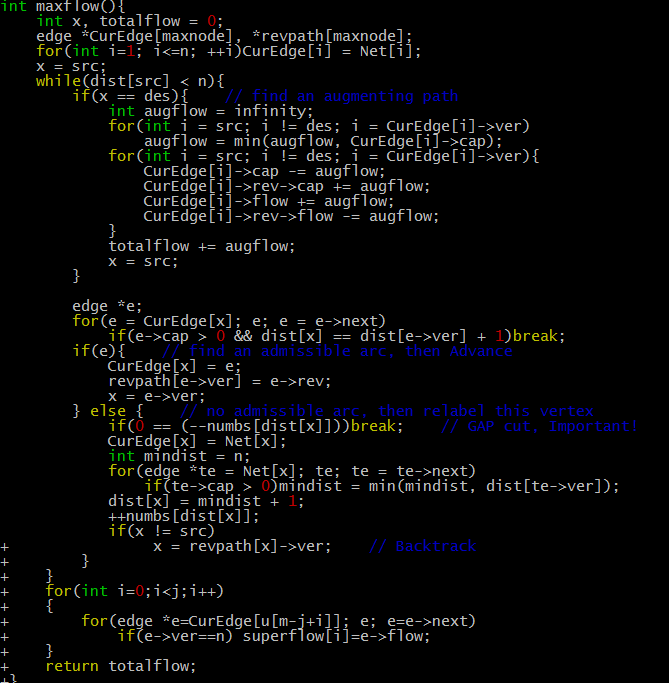 int maxflow(){
    int x, totalflow = 0;
    edge *CurEdge[maxnode], *revpath[maxnode];
    for(int i=1; i<=n; ++i)CurEdge[i] = Net[i];
    x = src;
    while(dist[src] < n){
        if(x == des){    // find an augmenting path
            int augflow = infinity;
            for(int i = src; i != des; i = CurEdge[i]->ver)
                augflow = min(augflow, CurEdge[i]->cap);
            for(int i = src; i != des; i = CurEdge[i]->ver){
                CurEdge[i]->cap -= augflow;
                CurEdge[i]->rev->cap += augflow;
                CurEdge[i]->flow += augflow;
                CurEdge[i]->rev->flow -= augflow;
            }
            totalflow += augflow;
            x = src;
        }

        edge *e;
        for(e = CurEdge[x]; e; e = e->next)
            if(e->cap > 0 && dist[x] == dist[e->ver] + 1)break;
        if(e){    // find an admissible arc, then Advance
            CurEdge[x] = e;
            revpath[e->ver] = e->rev;
            x = e->ver;
        } else {    // no admissible arc, then relabel this vertex
            if(0 == (--numbs[dist[x]]))break;    // GAP cut, Important!
            CurEdge[x] = Net[x];
            int mindist = n;
            for(edge *te = Net[x]; te; te = te->next)
                if(te->cap > 0)mindist = min(mindist, dist[te->ver]);
            dist[x] = mindist + 1;
            ++numbs[dist[x]];
            if(x != src)
+                x = revpath[x]->ver;    // Backtrack
+        }
+    }
+    for(int i=0;i<j;i++)
+    {
+        for(edge *e=CurEdge[u[m-j+i]]; e; e=e->next)
+            if(e->ver==n) superflow[i]=e->flow;
+    }
+    return totalflow;
+}